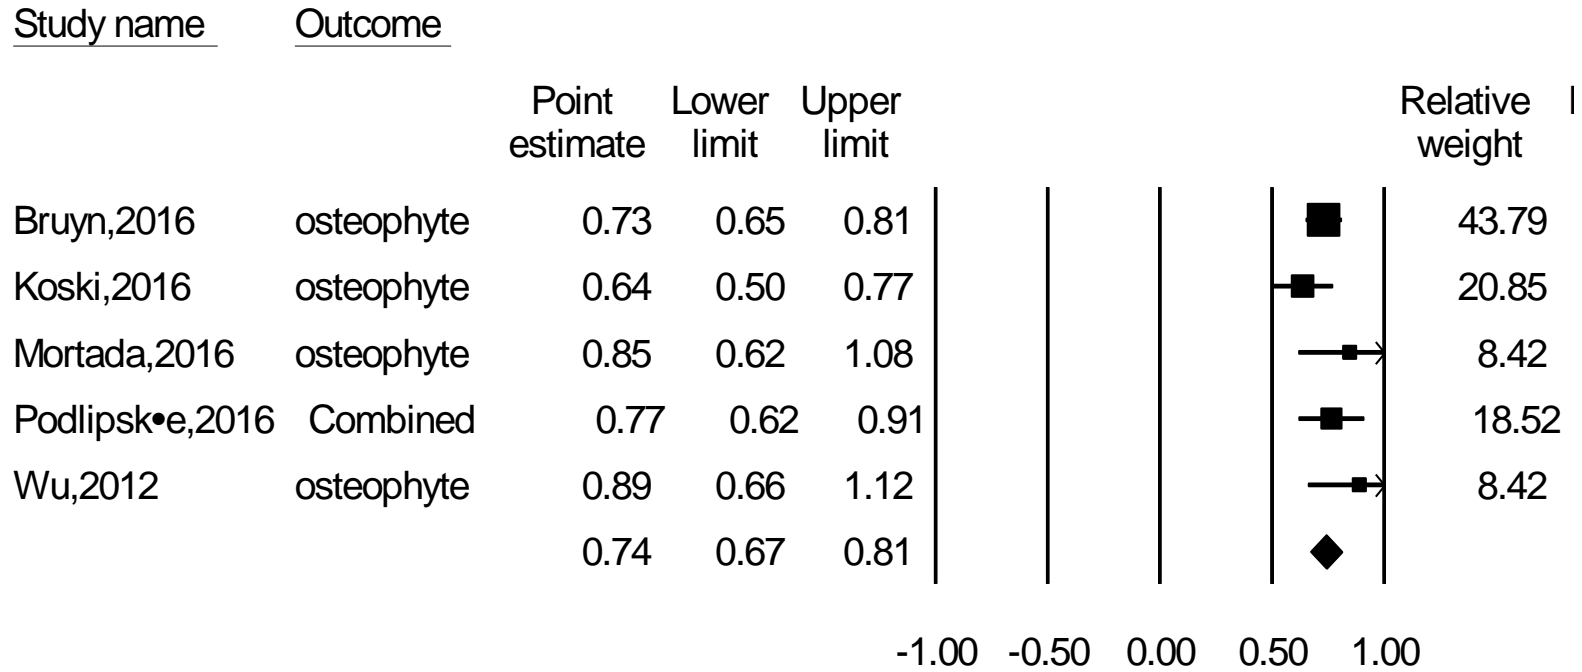 Study name Outcome
Point Lower Upper Relative
estimate limit limit weight
Bruyn,2016 osteophyte 0.73 0.65 0.81 43.79
Koski,2016 osteophyte 0.64 0.50 0.77 20.85
Mortada,2016 osteophyte 0.85 0.62 1.08 8.42
Podlipsk•e,2016 Combined 0.77 0.62 0.91 18.52
Wu,2012 osteophyte 0.89 0.66 1.12 8.42
0.74 0.67 0.81
-1.00 -0.50 0.00 0.50 1.00